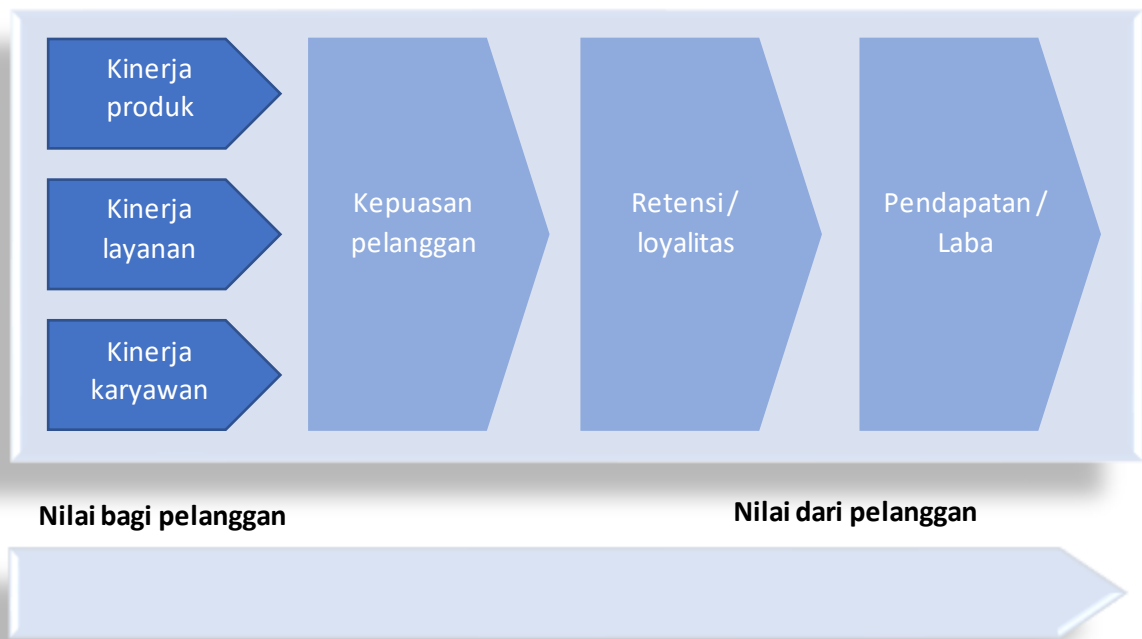 Kinerja
produk
Kinerja
layanan
Kinerja
karyawan
Kepuasan
pelanggan
Retensi /
loyalitas
Pendapatan /
Laba
Nilai bagi pelanggan
Nilai dari pelanggan